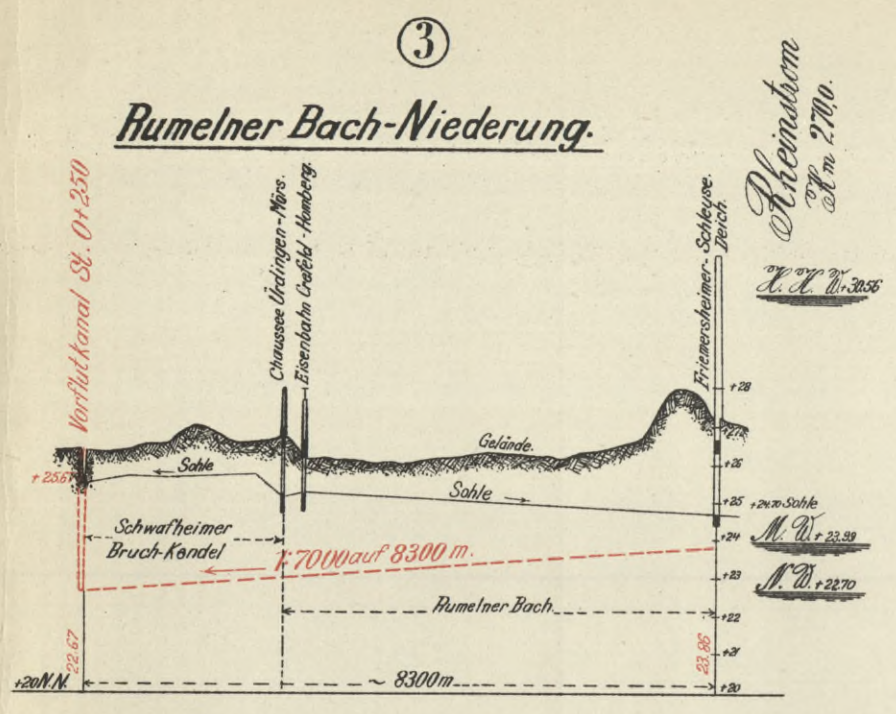 3
Rumelner Bach-Niederung.
Rheinstrom
Km 270,0.
Vorflutkanal St. 0+250
Chaussee Ürdingen-Mörs.
Eisenbahn Crefeld-Homberg.
Friemersheimer-Schleuse.
Deich.
H. H. W. +30.56
+28
+27
Gelände.
+26
+25.67
Sohle
Sohle
+25
+24.70 Sohle
Schwafheimer
Bruch-Kendel
+24
M. W. +23.99
1:7000 auf 8300 m.
+23
N. W. +22.70
Rumelner Bach
+22
22.67
23.86
+21
+20 N.N.
~ 8300m
+20